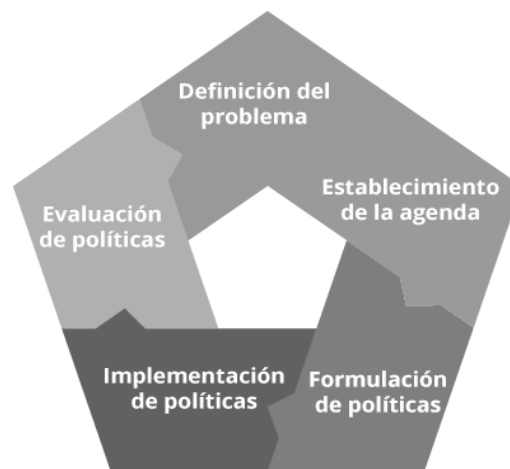 Definición del
problema
Establecimiento
de la agenda
Formulación
de políticas
Implementación
de políticas
Evaluación
de políticas